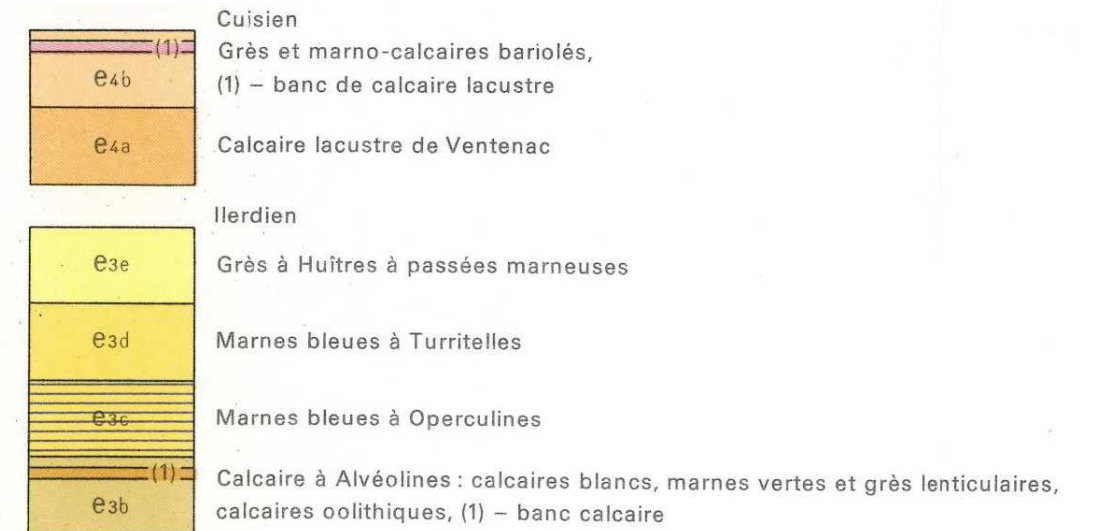 Cuisien
(1)
Grès et marno-calcaires bariolés,
e4b
(1) – banc de calcaire lacustre
e4a
Calcaire lacustre de Ventenac
Ilerdien
e3e
Grès à Huîtres à passées marneuses
e3d
Marnes bleues à Turritelles
e3c
Marnes bleues à Operculines
(1)
Calcaire à Alvéolines : calcaires blancs, marnes vertes et grès lenticulaires,
e3b
calcaires oolithiques, (1) – banc calcaire